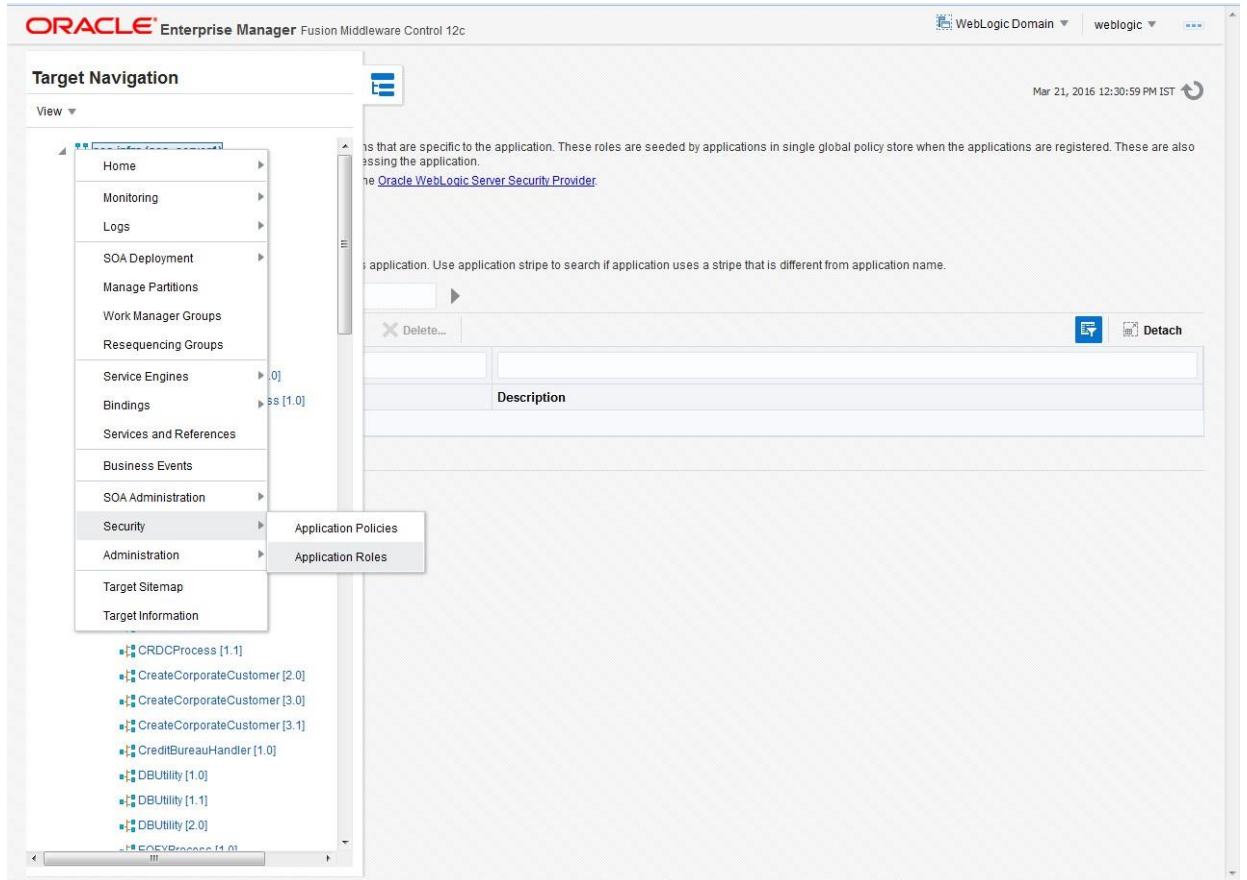 ORACLE Enterprise Manager Fusion Middleware Control 12c
WebLogic Domain
weblogic
Target Navigation
View
Mar 21, 2016 12:30:59 PM IST
ns that are specific to the application. These roles are seeded by applications in single global policy store when the applications are registered. These are also
essing the application.
he Oracle WebLogic Server Security Provider.
s application. Use application stripe to search if application uses a stripe that is different from application name.
Delete...
Detach
Description
Home
Monitoring
Logs
SOA Deployment
Manage Partitions
Work Manager Groups
Resequencing Groups
Service Engines
.0]
Bindings
ss [1.0]
Services and References
Business Events
SOA Administration
Security
Application Policies
Administration
Application Roles
Target Sitemap
Target Information
CRDCProcess [1.1]
CreateCorporateCustomer [2.0]
CreateCorporateCustomer [3.0]
CreateCorporateCustomer [3.1]
CreditBureauHandler [1.0]
DBUtility [1.0]
DBUtility [1.1]
DBUtility [2.0]